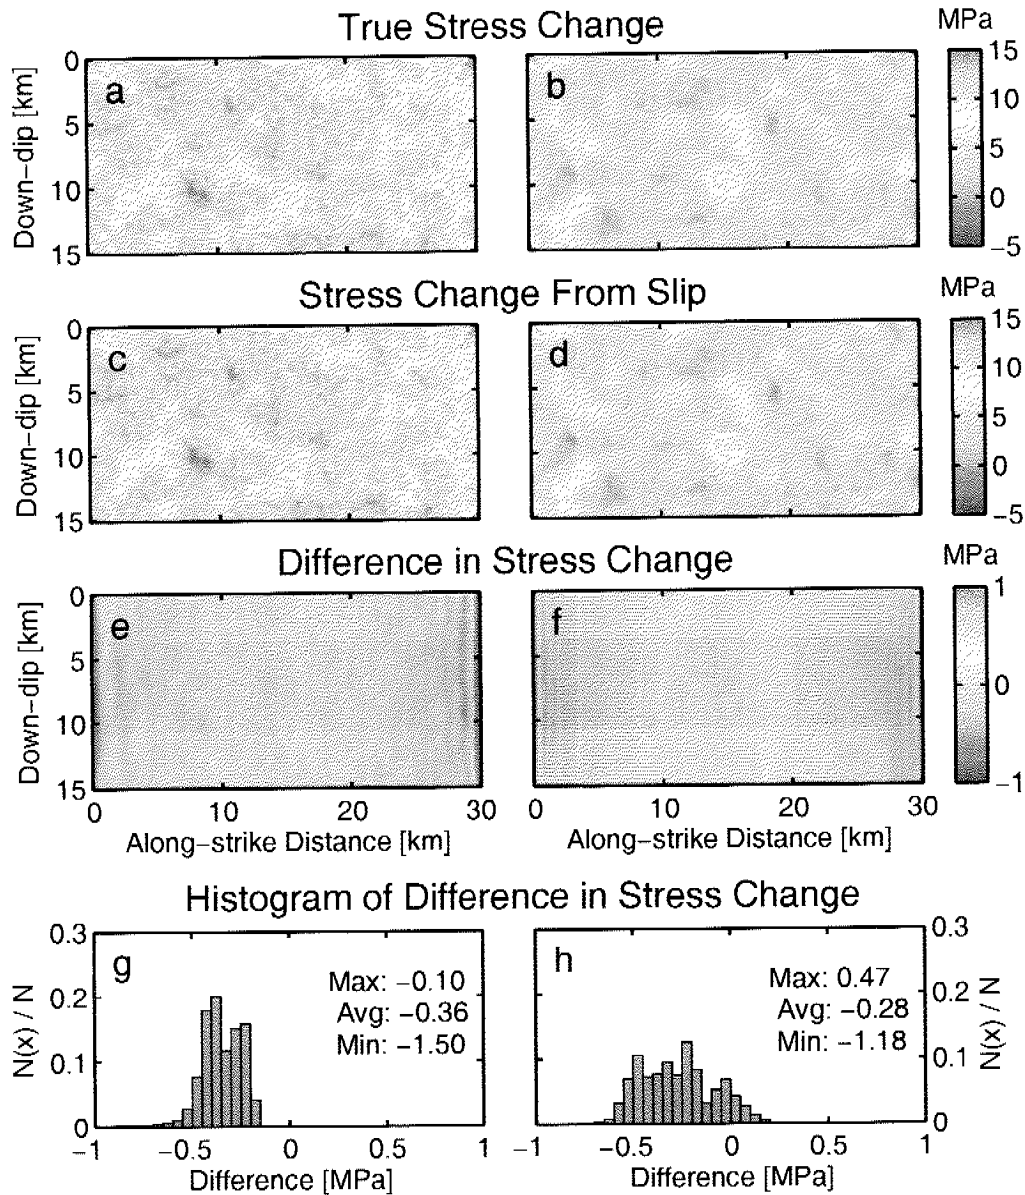 True Stress Change
MPa
a
b
Down-dip [km]
0
5
10
15
15
10
5
0
-5
Stress Change From Slip
MPa
c
d
Down-dip [km]
0
5
10
15
15
10
5
0
-5
Difference in Stress Change
MPa
e
f
Down-dip [km]
0
5
10
15
1
0
-1
0 10 20 30
0 10 20 30
Along-strike Distance [km]
Along-strike Distance [km]
Histogram of Difference in Stress Change
g
Max: -0.10
Avg: -0.36
Min: -1.50
N(x) / N
0.3
0.2
0.1
0
-1 -0.5 0 0.5 1
Difference [MPa]
h
Max: 0.47
Avg: -0.28
Min: -1.18
0.3
0.2
0.1
0
N(x) / N
-1 -0.5 0 0.5 1
Difference [MPa]